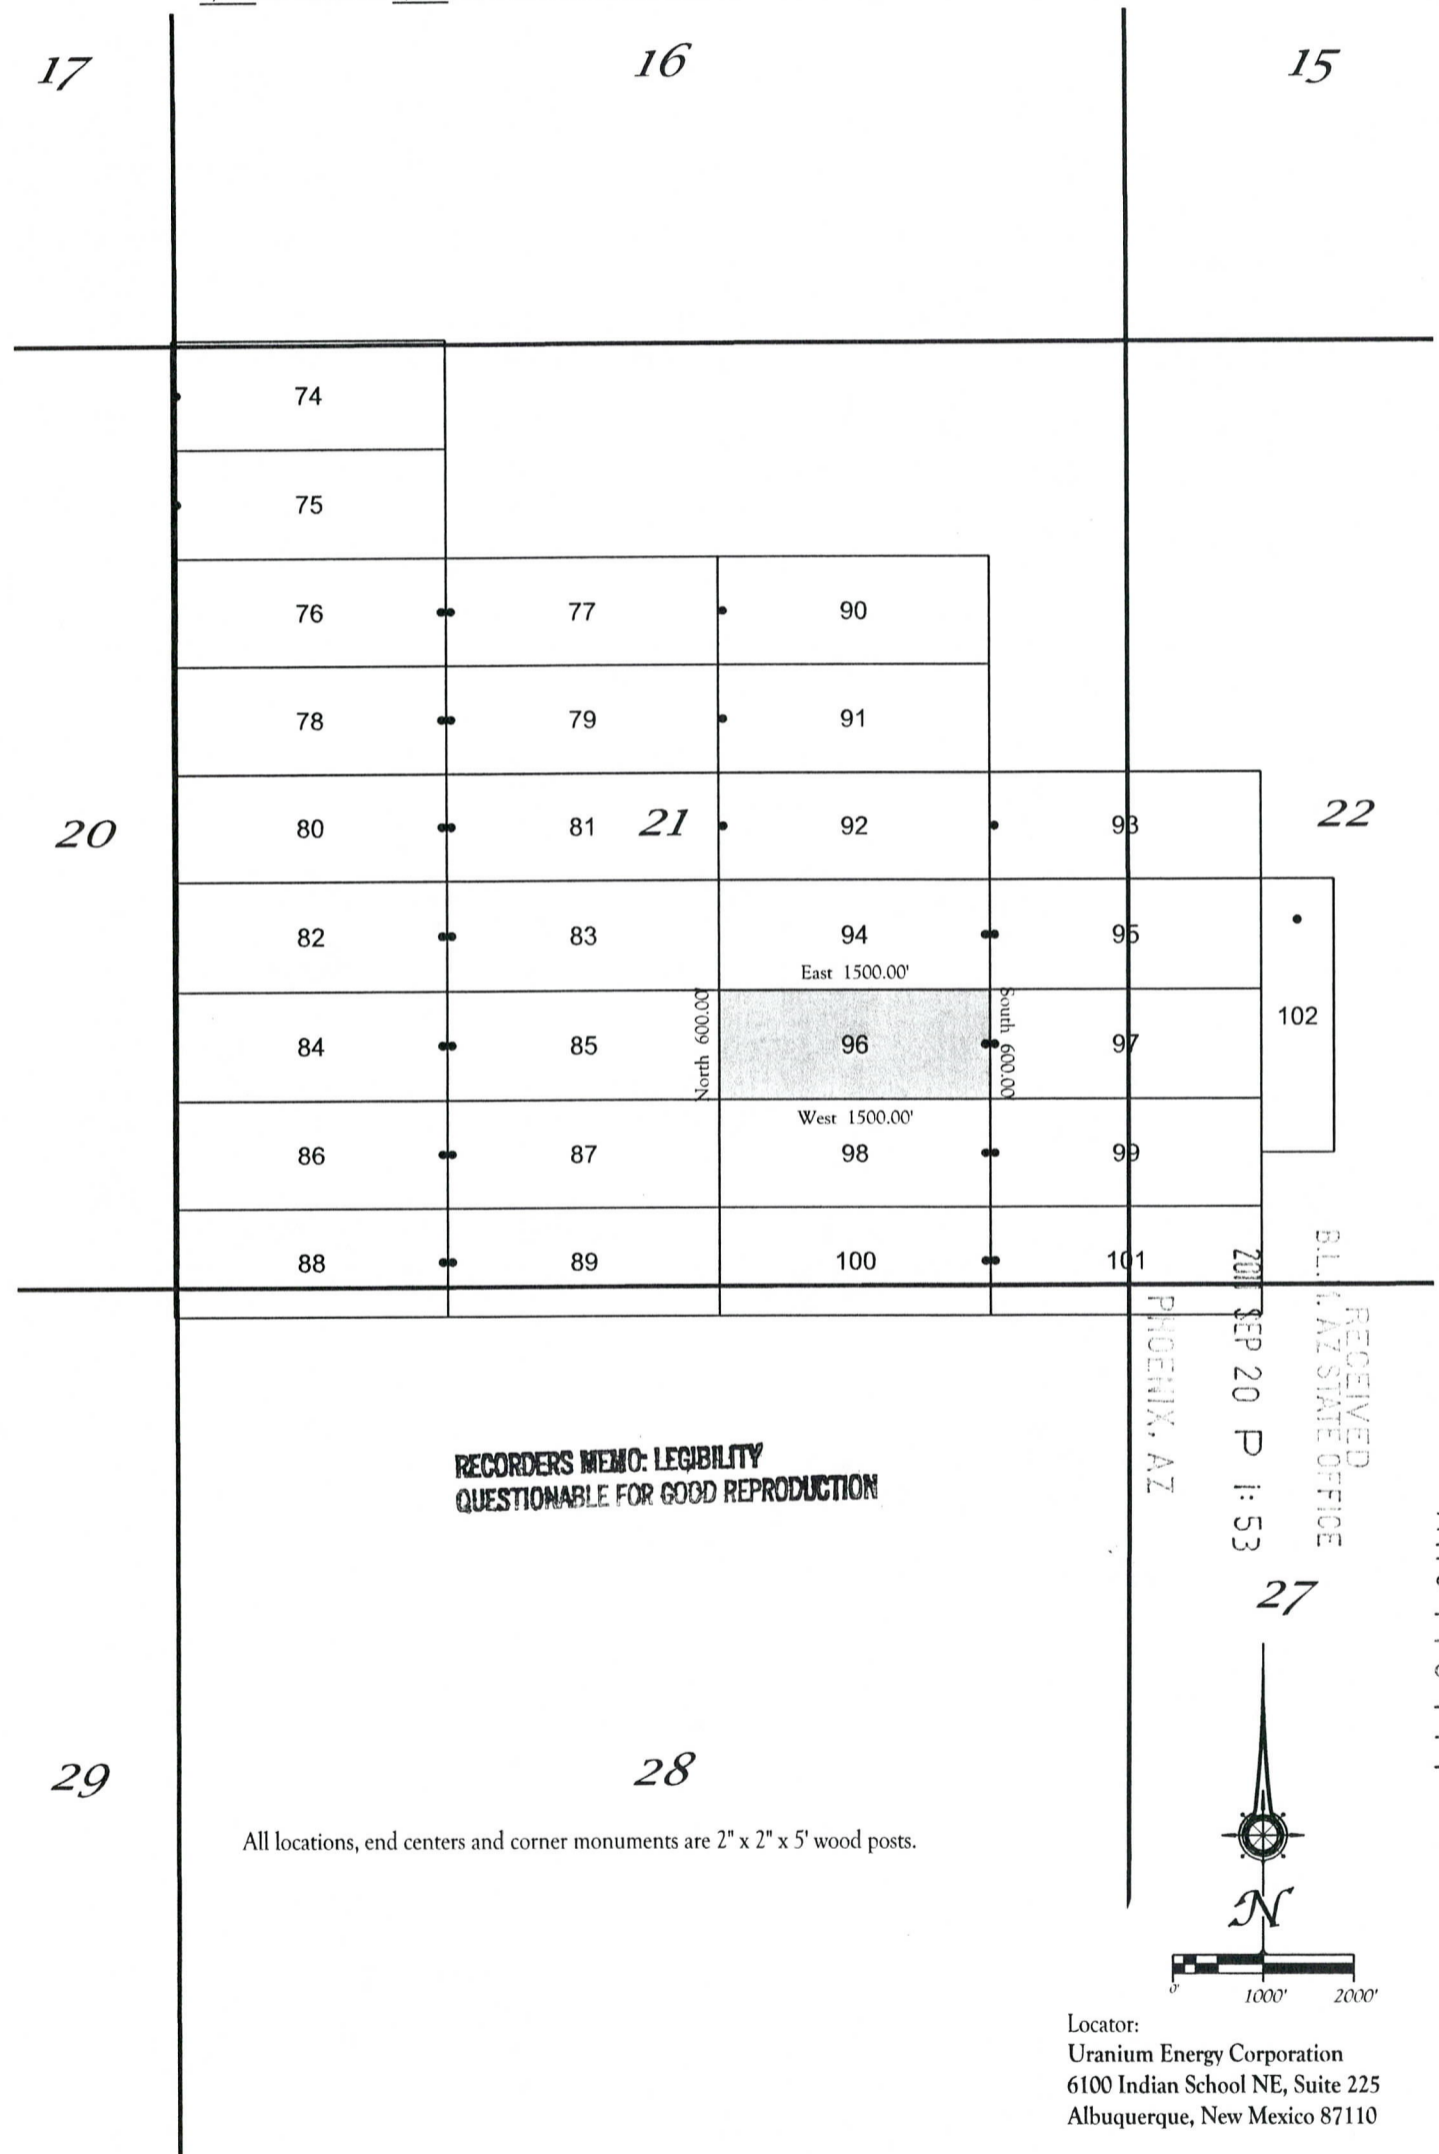 17 16 15
74
75
76 77 90
78 79 91
20 80 81 21 92 93 22
82 83 94 95
East 1500.00'
North 600.00'
South 600.00'
84 85 96 97 102
West 1500.00'
86 87 98 99
88 89 100 101
RECEIVED
B.L.M. AZ STATE OFFICE
2011 SEP 20 P 1:53
PHOENIX, AZ
RECORDERS MEMO: LEGIBILITY
QUESTIONABLE FOR GOOD REPRODUCTION
27
29 28
All locations, end centers and corner monuments are 2" x 2" x 5' wood posts.
N
0' 1000' 2000'
Locator:
Uranium Energy Corporation
6100 Indian School NE, Suite 225
Albuquerque, New Mexico 87110